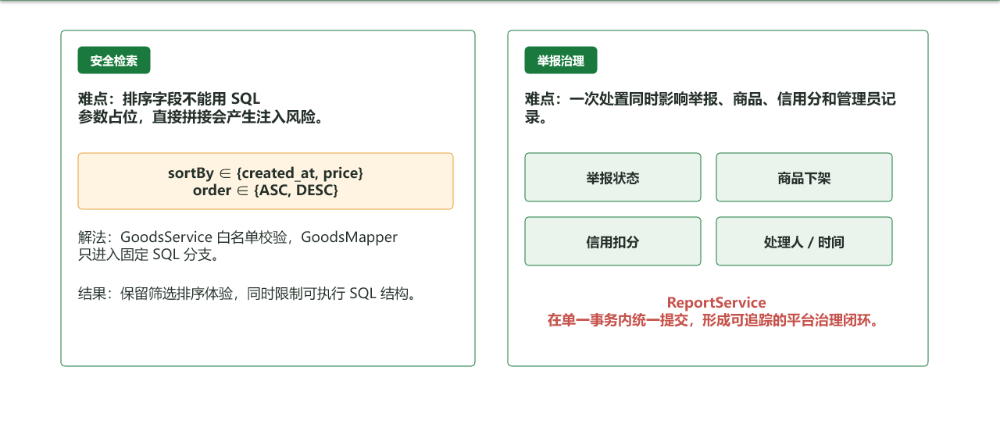 安全检索
难点：排序字段不能用 SQL
参数占位，直接拼接会产生注入风险。
sortBy ∈ {created_at, price}
order ∈ {ASC, DESC}
解法：GoodsService 白名单校验，GoodsMapper
只进入固定 SQL 分支。
结果：保留筛选排序体验，同时限制可执行 SQL 结构。
举报治理
难点：一次处置同时影响举报、商品、信用分和管理员记
录。
举报状态
商品下架
信用扣分
处理人 / 时间
ReportService
在单一事务内统一提交，形成可追踪的平台治理闭环。